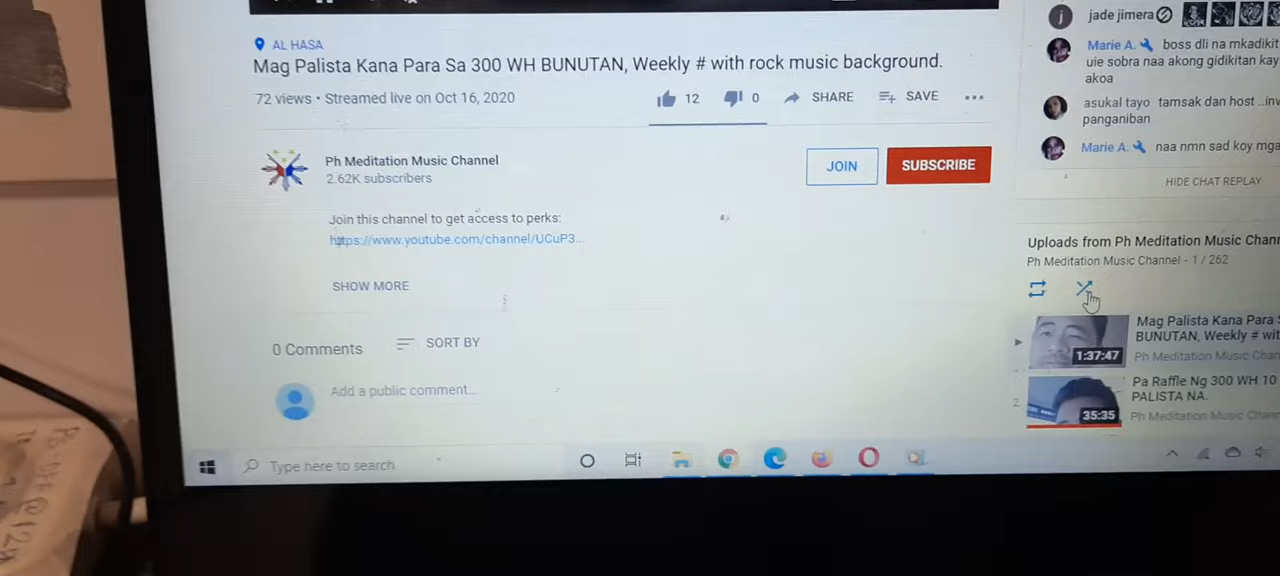 AL HASA
Mag Palista Kana Para Sa 300 WH BUNUTAN, Weekly # with rock music background.
72 views • Streamed live on Oct 16, 2020
12
0
SHARE
SAVE
Ph Meditation Music Channel
2.62K subscribers
JOIN
SUBSCRIBE
Join this channel to get access to perks:
https://www.youtube.com/channel/UCuP3...
SHOW MORE
0 Comments
SORT BY
Add a public comment...
j
jade jimera
Marie A. boss dli na mkadikit
uie sobra naa akong gidikitan kay
akoa
asukal tayo tamsak dan host ..inv
panganiban
Marie A. naa nmn sad koy mga
HIDE CHAT REPLAY
Uploads from Ph Meditation Music Chann
Ph Meditation Music Channel - 1 / 262
Mag Palista Kana Para S
BUNUTAN, Weekly # wit
Ph Meditation Music Chan
1:37:47
2
Pa Raffle Ng 300 WH 10
PALISTA NA.
Ph Meditation Music Chan
35:35
Type here to search